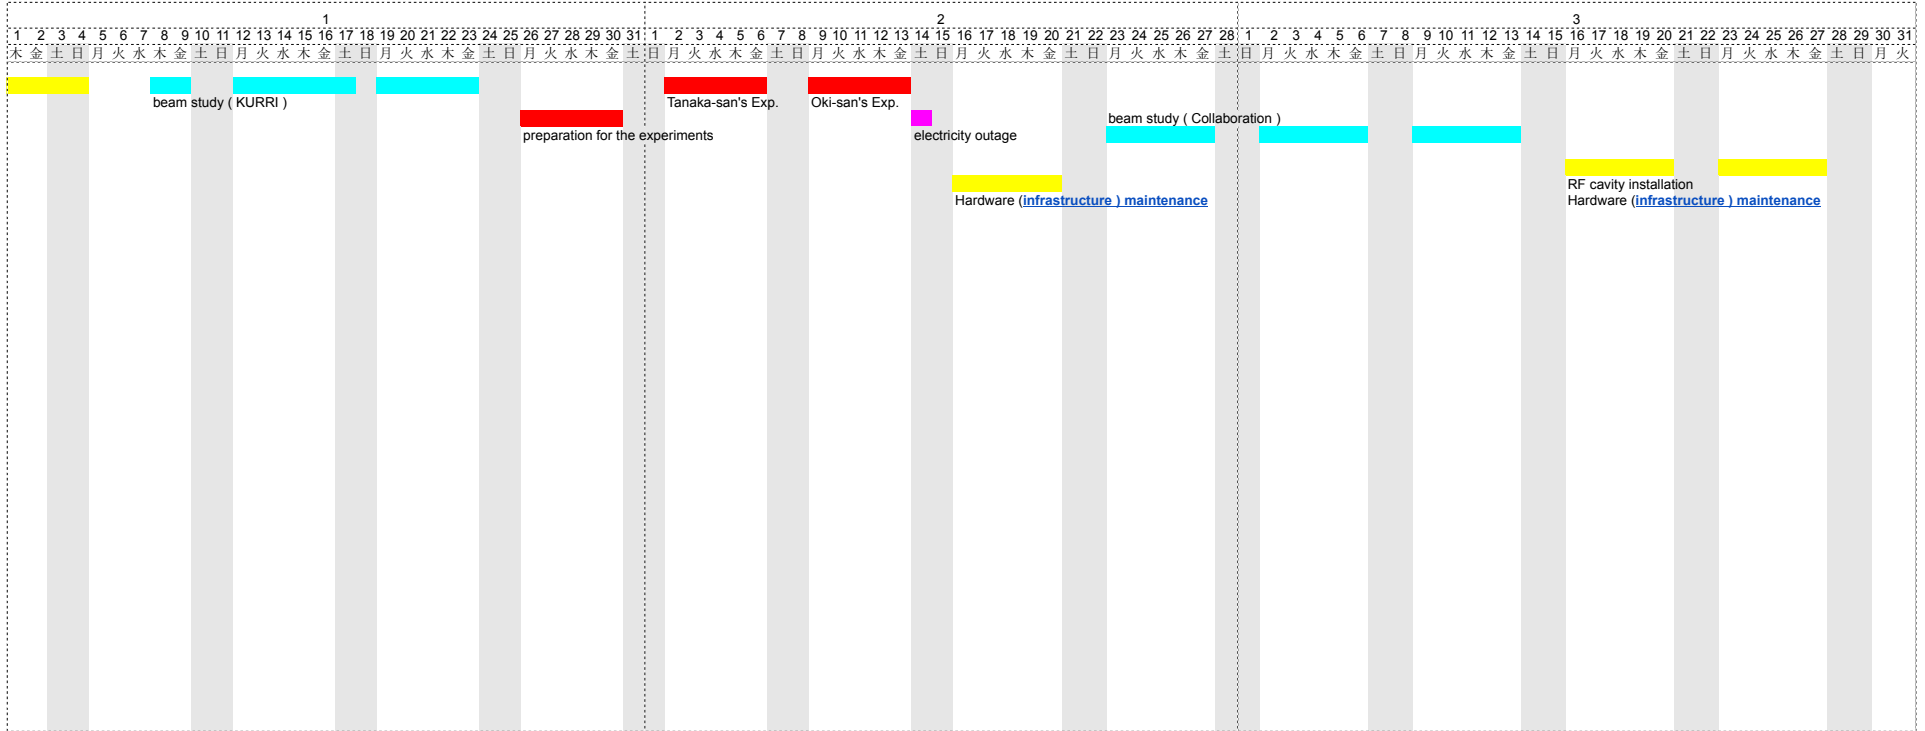 1 2 3
1 2 3 4 5 6 7 8 9 10 11 12 13 14 15 16 17 18 19 20 21 22 23 24 25 26 27 28 29 30 31 1 2 3 4 5 6 7 8 9 10 11 12 13 14 15 16 17 18 19 20 21 22 23 24 25 26 27 28 1 2 3 4 5 6 7 8 9 10 11 12 13 14 15 16 17 18 19 20 21 22 23 24 25 26 27 28 29 30 31
木 金 土 日 月 火 水 木 金 土 日 月 火 水 木 金 土 日 月 火 水 木 金 土 日 月 火 水 木 金 土 日 月 火 水 木 金 土 日 月 火 水 木 金 土 日 月 火 水 木 金 土 日 月 火 水 木 金 土 日 月 火 水 木 金 土 日 月 火 水 木 金 土 日 月 火 水 木 金 土 日 月 火 水 木 金 土 日 月 火
beam study ( KURRI )
Tanaka-san's Exp.
Oki-san's Exp.
beam study ( Collaboration )
preparation for the experiments
electricity outage
RF cavity installation
Hardware (infrastructure ) maintenance
Hardware (infrastructure ) maintenance